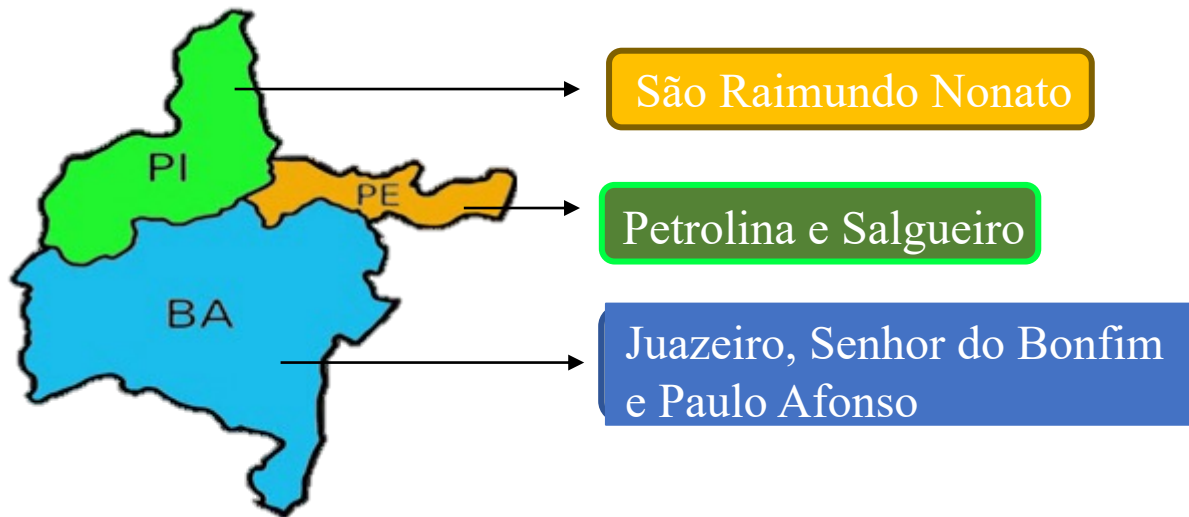 São Raimundo Nonato
PI
PE
Petrolina e Salgueiro
BA
Juazeiro, Senhor do Bonfim
e Paulo Afonso